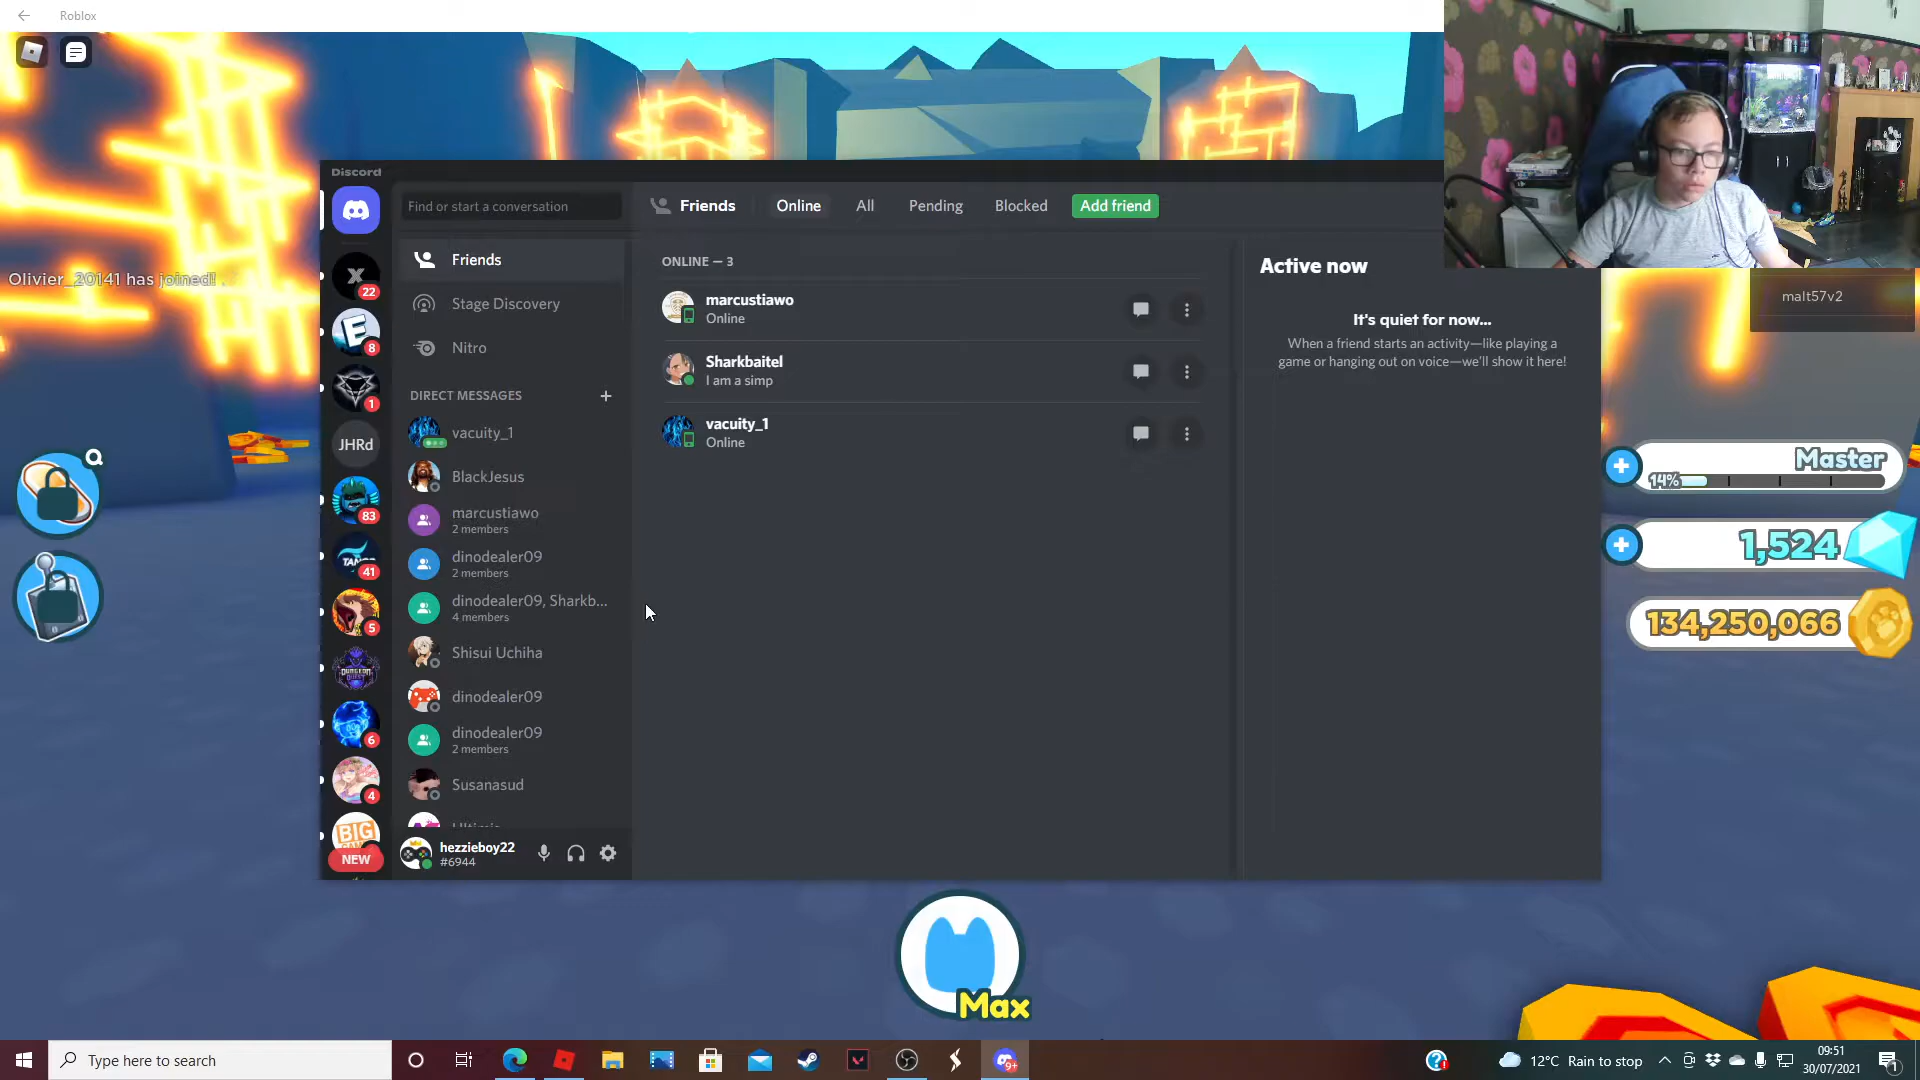 Roblox
Olivier_20141 has joined!
Discord
Find or start a conversation
Friends
Online
All
Pending
Blocked
Add friend
22
8
1
JHRd
83
41
5
6
4
BIG
NEW
Friends
Stage Discovery
Nitro
DIRECT MESSAGES
vacuity_1
BlackJesus
marcustiawo
2 members
dinodealer09
2 members
dinodealer09, Sharkb...
4 members
Shisui Uchiha
dinodealer09
dinodealer09
2 members
Susanasud
hezzieboy22
#6944
ONLINE — 3
marcustiawo
Online
Sharkbaitel
I am a simp
vacuity_1
Online
Active now
It's quiet for now...
When a friend starts an activity—like playing a
game or hanging out on voice—we'll show it here!
malt57v2
Master
14%
1,524
134,250,066
Max
Type here to search
9+
12°C Rain to stop
09:51
30/07/2021
1